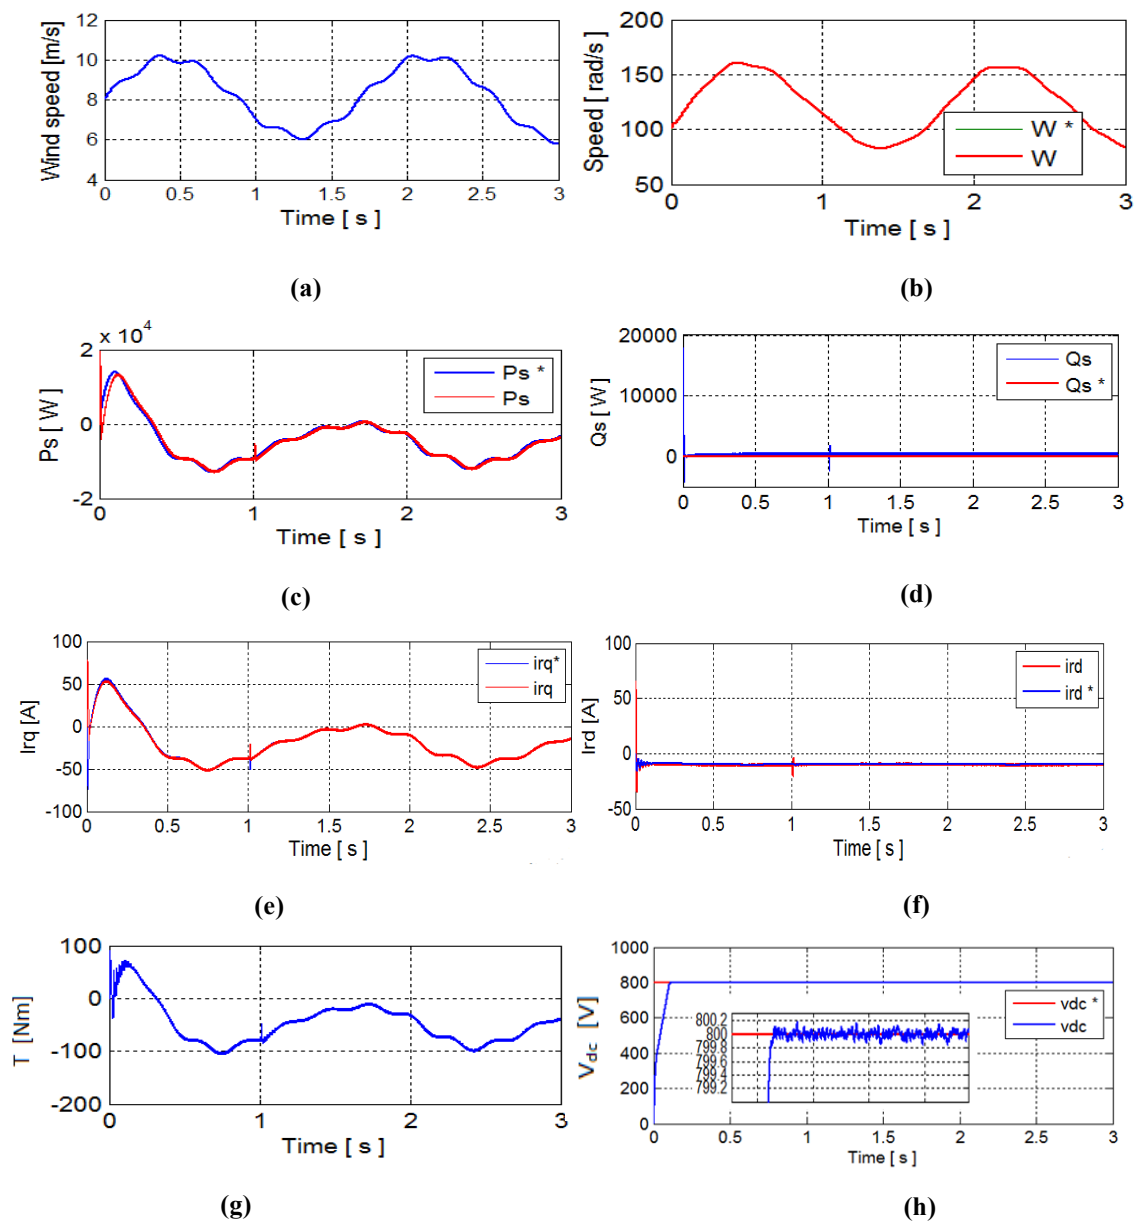 12
10
8
6
4
Wind speed [m/s]
0 0.5 1 1.5 2 2.5 3
Time [ s ]
(a)
200
150
100
50
Speed [ rad/s ]
W *
W
0 1 2 3
Time [ s ]
(b)
x 10^4
2
0
-2
Ps [ W ]
Ps *
Ps
0 1 2 3
Time [ s ]
(c)
20000
10000
0
Qs [ W ]
Qs
Qs *
0 0.5 1 1.5 2 2.5 3
Time [ s ]
(d)
100
50
0
-50
-100
Irq [A]
irq*
irq
0 0.5 1 1.5 2 2.5 3
Time [ s ]
(e)
100
50
0
-50
Ird [A]
ird
ird *
0 0.5 1 1.5 2 2.5 3
Time [ s ]
(f)
100
0
-100
-200
T [Nm]
0 1 2 3
Time [ s ]
(g)
1000
800
600
400
200
0
Vdc [V]
vdc *
vdc
800.2
800
799.8
799.6
799.4
799.2
0 0.5 1 1.5 2 2.5 3
Time [ s ]
(h)